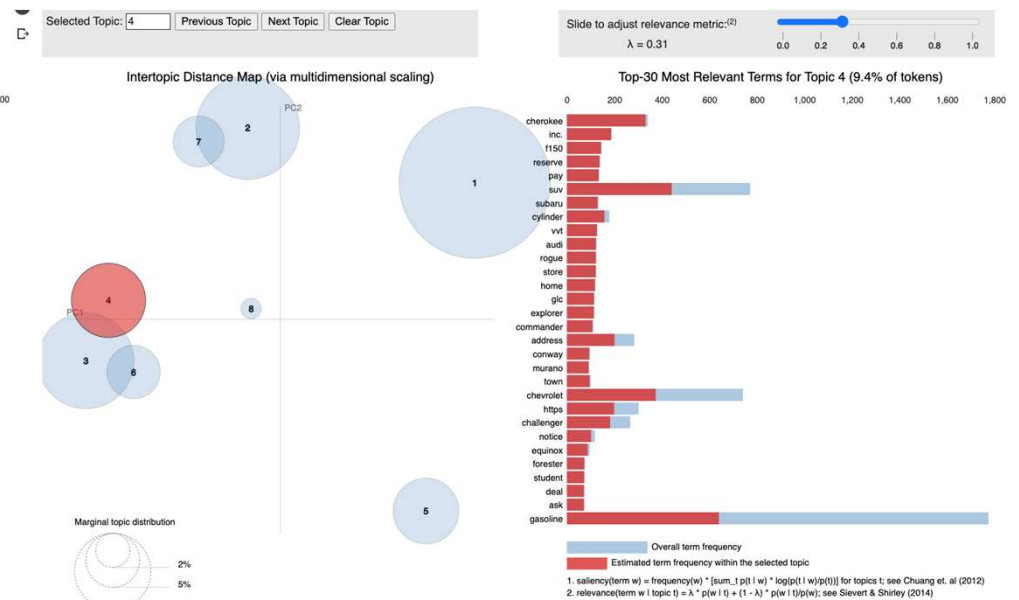 Selected Topic: 4 Previous Topic Next Topic Clear Topic
Slide to adjust relevance metric:(2)
λ = 0.31
0.0 0.2 0.4 0.6 0.8 1.0
Intertopic Distance Map (via multidimensional scaling)
PC2
PC1
1
2
3
4
5
6
7
8
Marginal topic distribution
2%
5%
Top-30 Most Relevant Terms for Topic 4 (9.4% of tokens)
0 200 400 600 800 1,000 1,200 1,400 1,600 1,800
cherokee
inc.
f150
reserve
pay
suv
subaru
cylinder
vvt
audi
rogue
store
home
glc
explorer
commander
address
conway
murano
town
chevrolet
https
challenger
notice
equinox
forester
student
deal
ask
gasoline
Overall term frequency
Estimated term frequency within the selected topic
1. saliency(term w) = frequency(w) * [sum_t p(t | w) * log(p(t | w)/p(t))] for topics t; see Chuang et. al (2012)
2. relevance(term w | topic t) = λ * p(w | t) + (1 - λ) * p(w | t)/p(w); see Sievert & Shirley (2014)